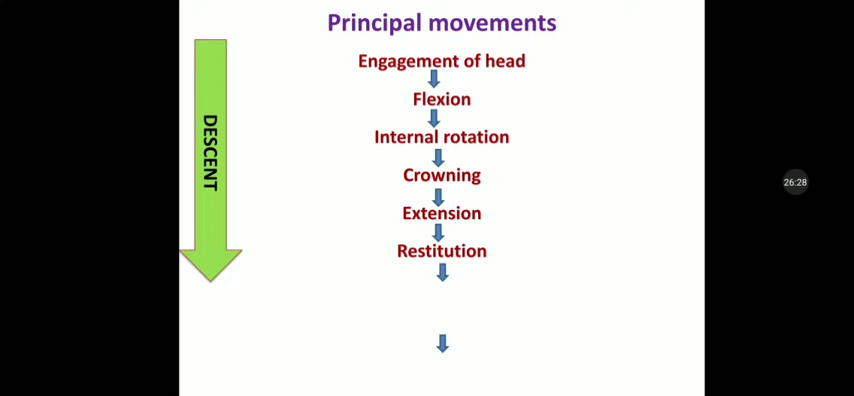 Principal movements
Engagement of head
Flexion
Internal rotation
Crowning
Extension
Restitution
DESCENT
26:28